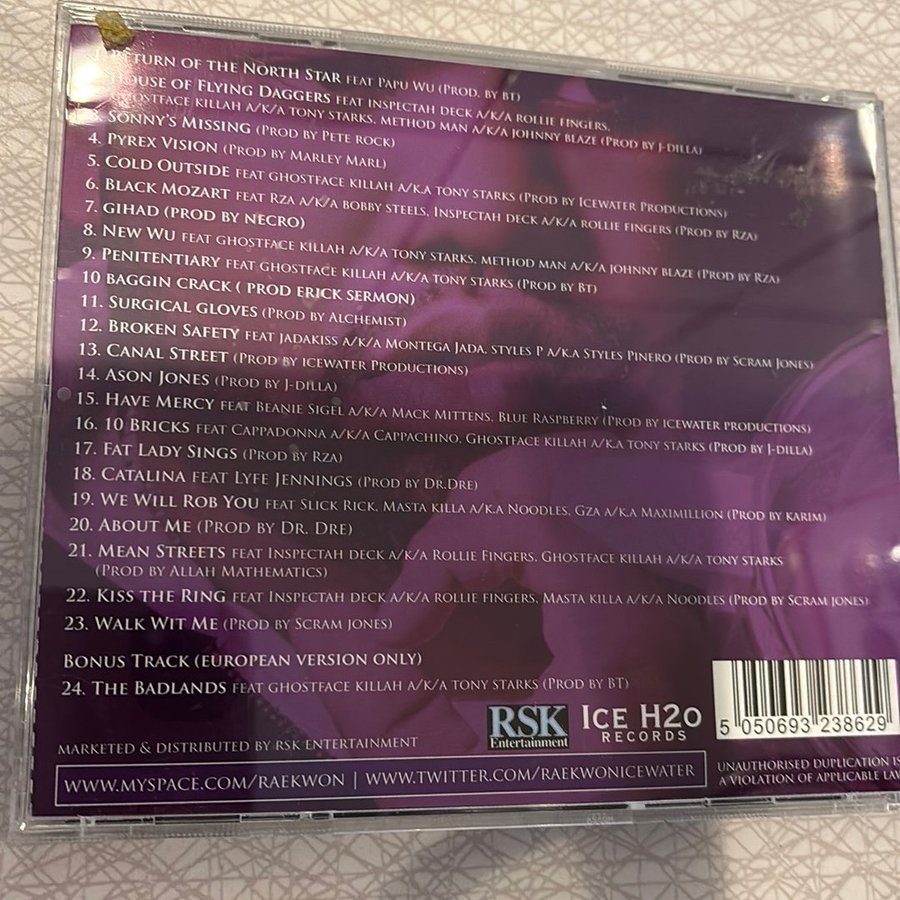 RETURN OF THE NORTH STAR FEAT PAPU WU (PROD. BY BT)
HOUSE OF FLYING DAGGERS FEAT INSPECTAH DECK A/K/A ROLLIE FINGERS,
GHOSTFACE KILLAH A/K/A TONY STARKS, METHOD MAN A/K/A JOHNNY BLAZE (PROD BY J-DILLA)
3. SONNY'S MISSING (PROD BY PETE ROCK)
4. PYREX VISION (PROD BY MARLEY MARL)
5. COLD OUTSIDE FEAT GHOSTFACE KILLAH A/K.A TONY STARKS (PROD BY ICEWATER PRODUCTIONS)
6. BLACK MOZART FEAT RZA A/K/A BOBBY STEELS, INSPECTAH DECK A/K/A ROLLIE FINGERS (PROD BY RZA)
7. GIHAD (PROD BY NECRO)
8. NEW WU FEAT GHOSTFACE KILLAH A/K/A TONY STARKS, METHOD MAN A/K/A JOHNNY BLAZE (PROD BY RZA)
9. PENITENTIARY FEAT GHOSTFACE KILLAH A/K/A TONY STARKS (PROD BY BT)
10 BAGGIN CRACK ( PROD ERICK SERMON)
11. SURGICAL GLOVES (PROD BY ALCHEMIST)
12. BROKEN SAFETY FEAT JADAKISS A/K/A MONTEGA JADA, STYLES P A/K.A STYLES PINERO (PROD BY SCRAM JONES)
13. CANAL STREET (PROD BY ICEWATER PRODUCTIONS)
14. ASON JONES (PROD BY J-DILLA)
15. HAVE MERCY FEAT BEANIE SIGEL A/K/A MACK MITTENS, BLUE RASPBERRY (PROD BY ICEWATER PRODUCTIONS)
16. 10 BRICKS FEAT CAPPADONNA A/K/A CAPPACHINO, GHOSTFACE KILLAH A/K.A TONY STARKS (PROD BY J-DILLA)
17. FAT LADY SINGS (PROD BY RZA)
18. CATALINA FEAT LYFE JENNINGS (PROD BY DR.DRE)
19. WE WILL ROB YOU FEAT SLICK RICK, MASTA KILLA A/K.A NOODLES, GZA A/K.A MAXIMILLION (PROD BY KARIM)
20. ABOUT ME (PROD BY DR. DRE)
21. MEAN STREETS FEAT INSPECTAH DECK A/K/A ROLLIE FINGERS, GHOSTFACE KILLAH A/K/A TONY STARKS
(PROD BY ALLAH MATHEMATICS)
22. KISS THE RING FEAT INSPECTAH DECK A/K/A ROLLIE FINGERS, MASTA KILLA A/K/A NOODLES (PROD BY SCRAM JONES)
23. WALK WIT ME (PROD BY SCRAM JONES)
BONUS TRACK (EUROPEAN VERSION ONLY)
24. THE BADLANDS FEAT GHOSTFACE KILLAH A/K/A TONY STARKS (PROD BY BT)
MARKETED & DISTRIBUTED BY RSK ENTERTAINMENT
RSK
Entertainment
ICE H2O
RECORDS
5 050693 238629
WWW.MYSPACE.COM/RAEKWON | WWW.TWITTER.COM/RAEKWONICEWATER
UNAUTHORISED DUPLICATION IS
A VIOLATION OF APPLICABLE LAW